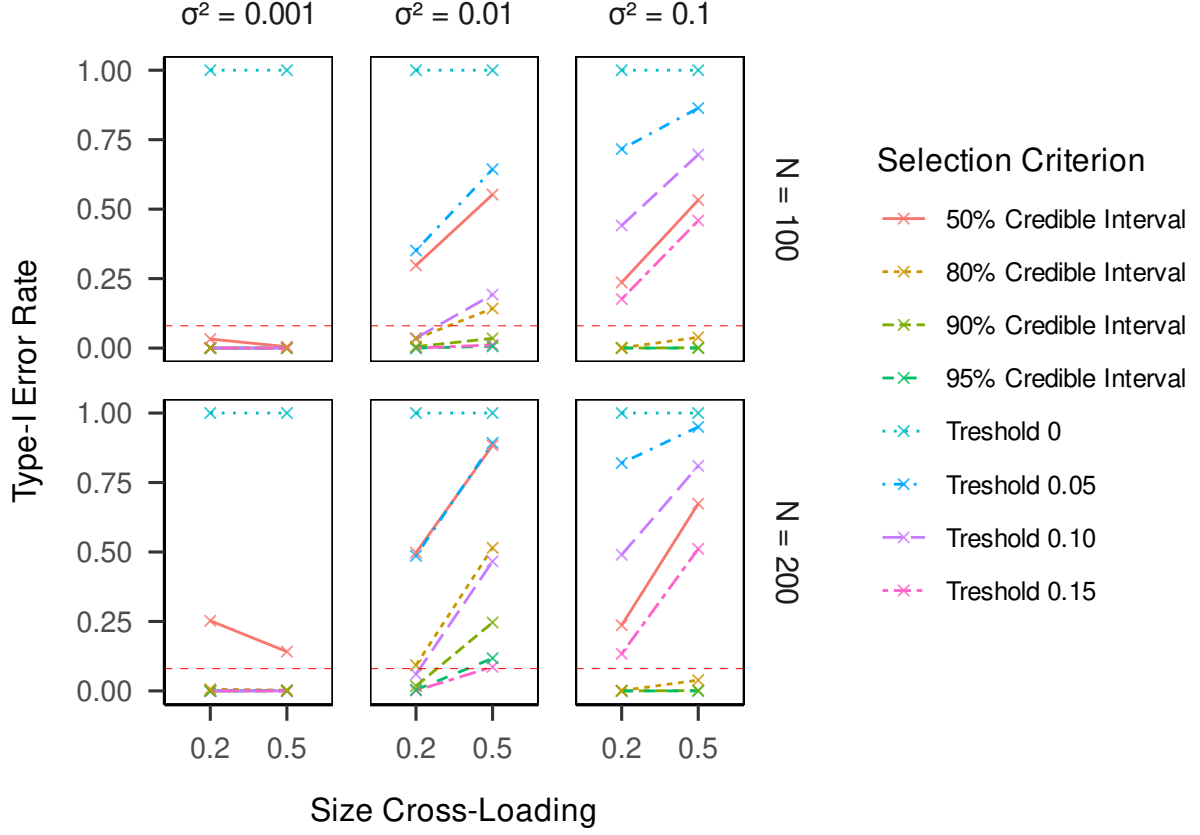 σ² = 0.001 σ² = 0.01 σ² = 0.1
Type-I Error Rate
1.00
0.75
0.50
0.25
0.00
N = 100
1.00
0.75
0.50
0.25
0.00
N = 200
0.2 0.5 0.2 0.5 0.2 0.5
Size Cross-Loading
Selection Criterion
50% Credible Interval
80% Credible Interval
90% Credible Interval
95% Credible Interval
Treshold 0
Treshold 0.05
Treshold 0.10
Treshold 0.15